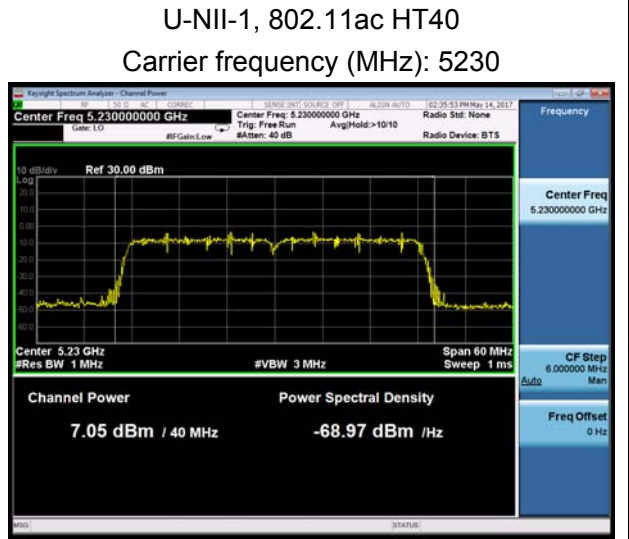 U-NII-1, 802.11ac HT40
Carrier frequency (MHz): 5230
Keysight Spectrum Analyzer - Channel Power
RF 50 Ω AC CORREC SENSE:INT SOURCE OFF ALIGN AUTO 02:35:53 PM May 14, 2017
Center Freq 5.230000000 GHz Center Freq: 5.230000000 GHz Radio Std: None
Gate: LO Trig: Free Run Avg|Hold:>10/10
#IFGain:Low #Atten: 40 dB Radio Device: BTS
Frequency
10 dB/div Ref 30.00 dBm
Log
20.0
10.0
0.00
-10.0
-20.0
-30.0
-40.0
-50.0
-60.0
Center Freq
5.230000000 GHz
Center 5.23 GHz Span 60 MHz
#Res BW 1 MHz #VBW 3 MHz Sweep 1 ms
CF Step
6.000000 MHz
Auto Man
Channel Power Power Spectral Density
7.05 dBm / 40 MHz -68.97 dBm /Hz
Freq Offset
0 Hz
MSG STATUS